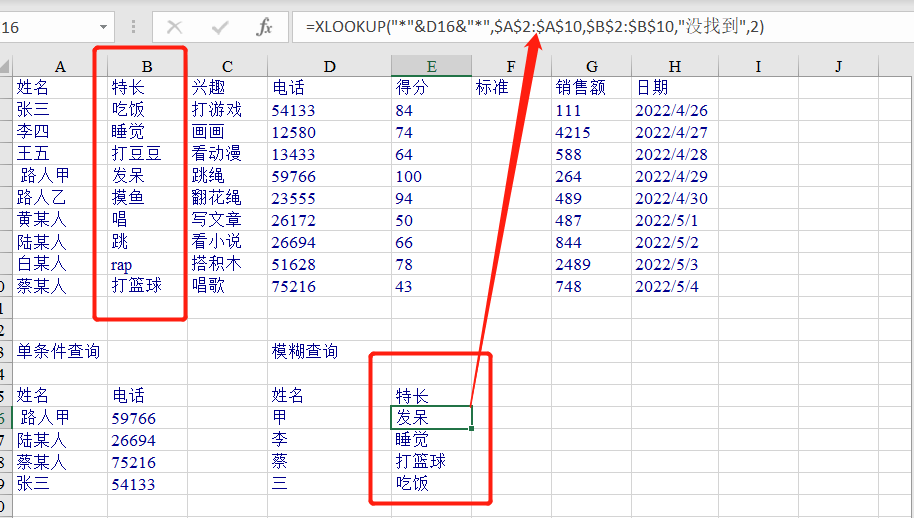 16 fx =XLOOKUP("*"&D16&"*",$A$2:$A$10,$B$2:$B$10,"没找到",2)
A B C D E F G H I J
姓名 特长 兴趣 电话 得分 标准 销售额 日期
张三 吃饭 打游戏 54133 84 111 2022/4/26
李四 睡觉 画画 12580 74 4215 2022/4/27
王五 打豆豆 看动漫 13433 64 588 2022/4/28
路人甲 发呆 跳绳 59766 100 264 2022/4/29
路人乙 摸鱼 翻花绳 23555 94 489 2022/4/30
黄某人 唱 写文章 26172 50 487 2022/5/1
陆某人 跳 看小说 26694 66 844 2022/5/2
白某人 rap 搭积木 51628 78 2489 2022/5/3
0 蔡某人 打篮球 唱歌 75216 43 748 2022/5/4
1
2
3 单条件查询 模糊查询
4
5 姓名 电话 姓名 特长
6 路人甲 59766 甲 发呆
7 陆某人 26694 李 睡觉
8 蔡某人 75216 蔡 打篮球
9 张三 54133 三 吃饭
0